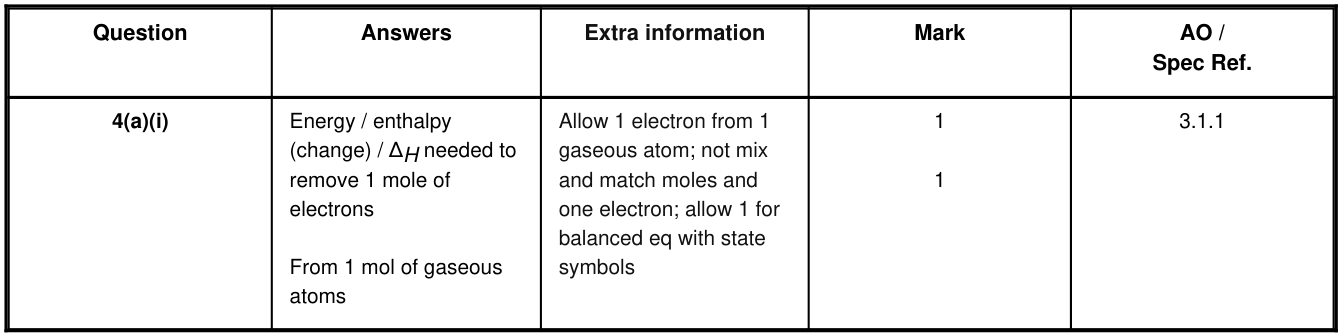 Question Answers Extra information Mark AO /
Spec Ref.
4(a)(i)
Energy / enthalpy
(change) / ΔH needed to
remove 1 mole of
electrons
From 1 mol of gaseous
atoms
Allow 1 electron from 1
gaseous atom; not mix
and match moles and
one electron; allow 1 for
balanced eq with state
symbols
1
1
3.1.1